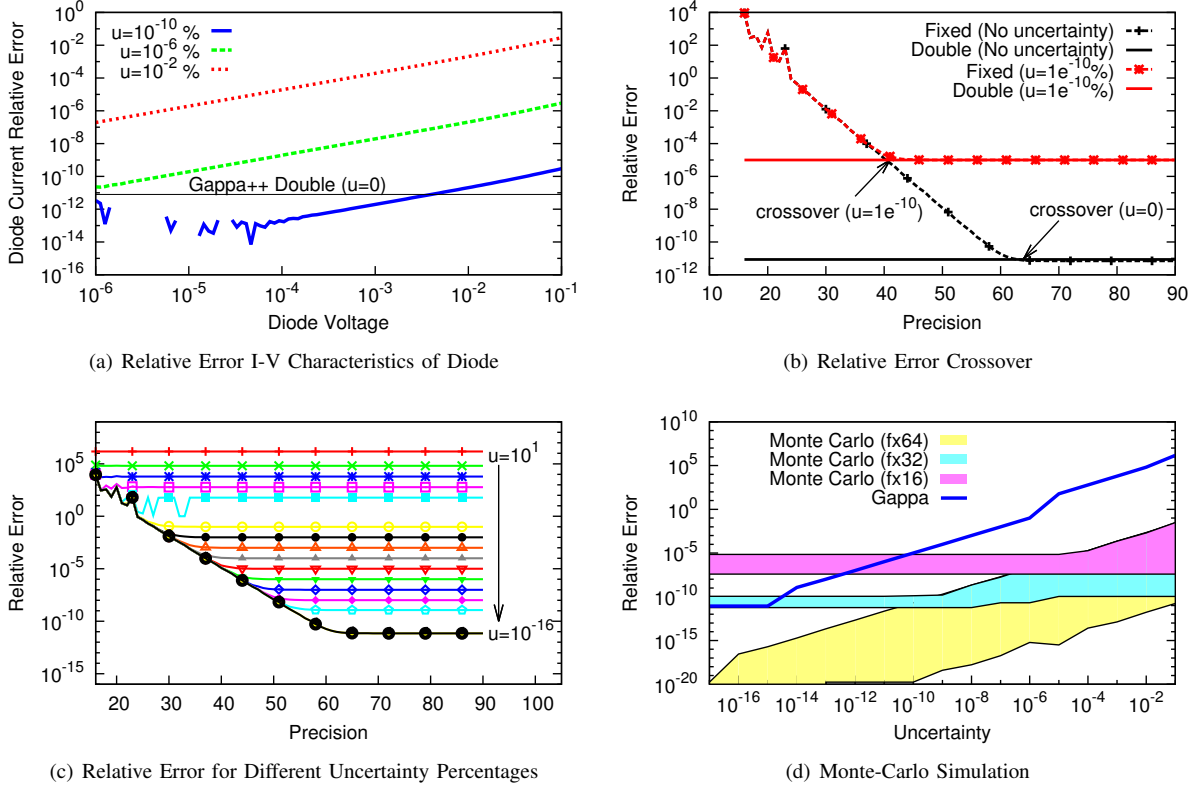 Diode Current Relative Error
10^0
10^-2
10^-4
10^-6
10^-8
10^-10
10^-12
10^-14
10^-16
u=10^-10 %
u=10^-6 %
u=10^-2 %
Gappa++ Double (u=0)
10^-6
10^-5
10^-4
10^-3
10^-2
10^-1
Diode Voltage
(a) Relative Error I-V Characteristics of Diode
Relative Error
10^4
10^2
10^0
10^-2
10^-4
10^-6
10^-8
10^-10
10^-12
Fixed (No uncertainty)
Double (No uncertainty)
Fixed (u=1e^-10%)
Double (u=1e^-10%)
crossover (u=1e^-10)
crossover (u=0)
10 20 30 40 50 60 70 80 90
Precision
(b) Relative Error Crossover
Relative Error
10^5
10^0
10^-5
10^-10
10^-15
u=10^1
u=10^-16
20 30 40 50 60 70 80 90 100
Precision
(c) Relative Error for Different Uncertainty Percentages
Relative Error
10^10
10^5
10^0
10^-5
10^-10
10^-15
10^-20
Monte Carlo (fx64)
Monte Carlo (fx32)
Monte Carlo (fx16)
Gappa
10^-16
10^-14
10^-12
10^-10
10^-8
10^-6
10^-4
10^-2
Uncertainty
(d) Monte-Carlo Simulation